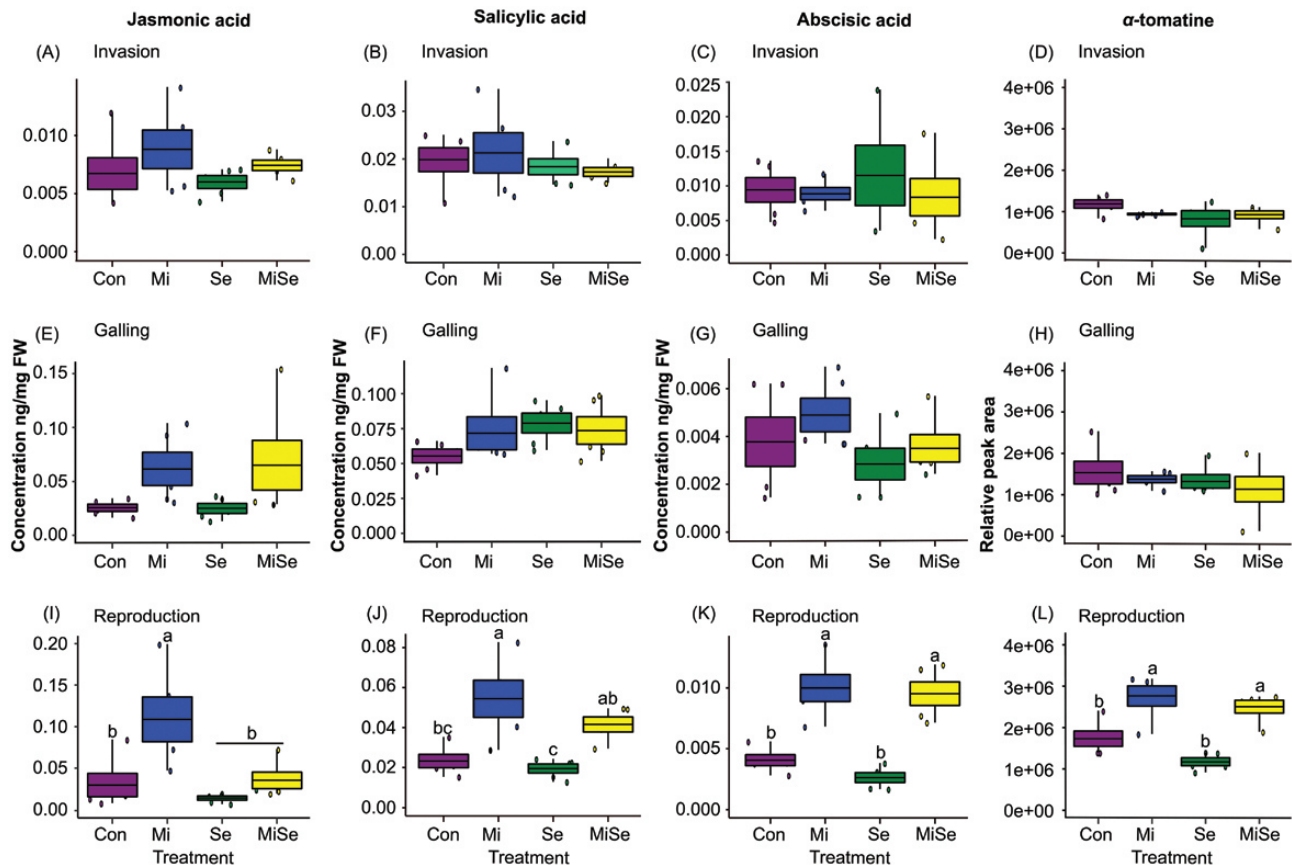 Jasmonic acid Salicylic acid Abscisic acid α-tomatine
(A) Invasion (B) Invasion (C) Invasion (D) Invasion
0.010
0.005
0.000
Con Mi Se MiSe
0.03
0.02
0.01
0.00
Con Mi Se MiSe
0.025
0.020
0.015
0.010
0.005
0.000
Con Mi Se MiSe
4e+06
3e+06
2e+06
1e+06
0e+00
Con Mi Se MiSe
(E) Galling (F) Galling (G) Galling (H) Galling
Concentration ng/mg FW
0.15
0.10
0.05
0.00
Con Mi Se MiSe
Concentration ng/mg FW
0.100
0.075
0.050
0.025
0.000
Con Mi Se MiSe
Concentration ng/mg FW
0.006
0.004
0.002
0.000
Con Mi Se MiSe
Relative peak area
4e+06
3e+06
2e+06
1e+06
0e+00
Con Mi Se MiSe
(I) Reproduction (J) Reproduction (K) Reproduction (L) Reproduction
0.20
0.15
0.10
0.05
0.00
b a b
Con Mi Se MiSe
Treatment
0.08
0.06
0.04
0.02
0.00
bc a c ab
Con Mi Se MiSe
Treatment
0.010
0.005
0.000
b a b a
Con Mi Se MiSe
Treatment
4e+06
3e+06
2e+06
1e+06
0e+00
b a b a
Con Mi Se MiSe
Treatment